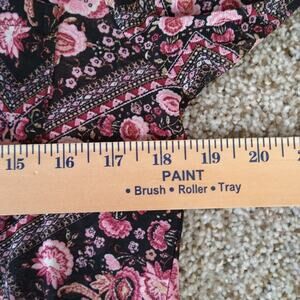 15 16 17 18 19 20
PAINT
• Brush • Roller • Tray